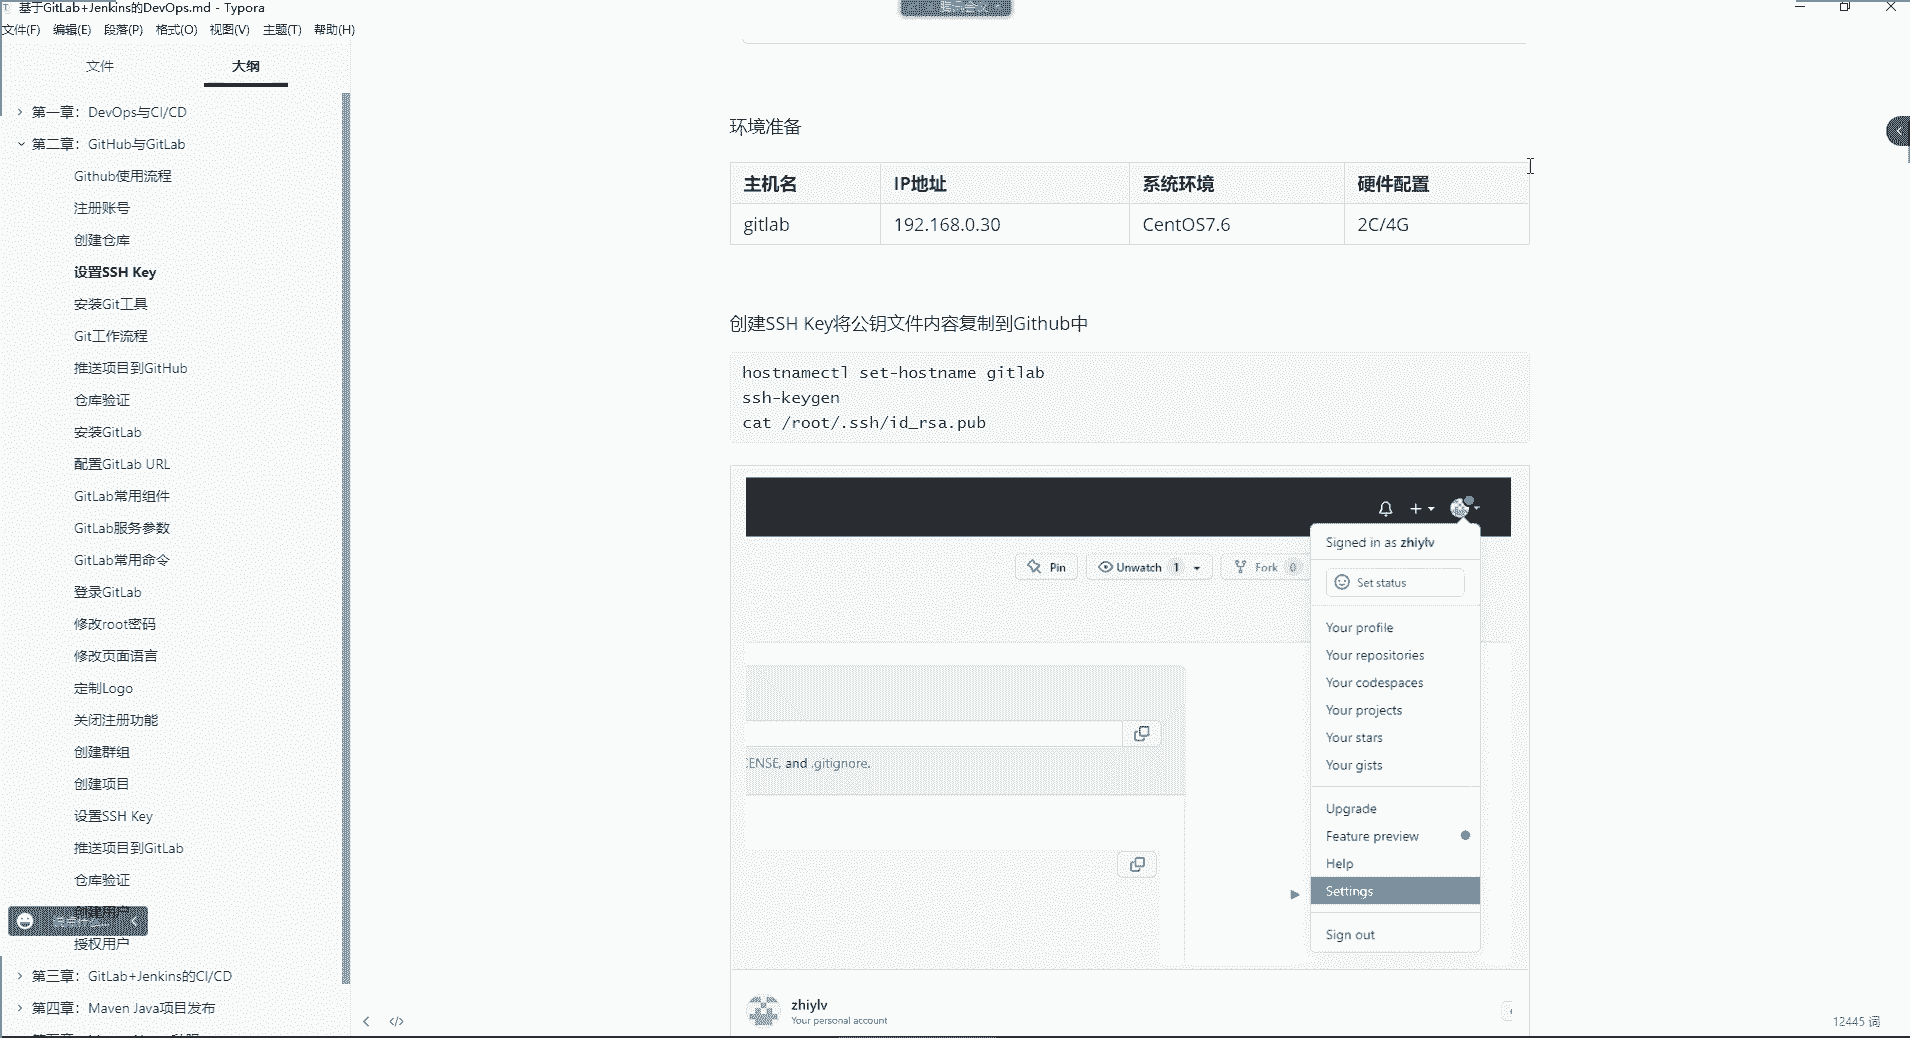 基于GitLab+Jenkins的DevOps.md - Typora
文件(F) 编辑(E) 段落(P) 格式(O) 视图(V) 主题(T) 帮助(H)
文件 大纲
第一章：DevOps与CI/CD
第二章：GitHub与GitLab
Github使用流程
注册账号
创建仓库
设置SSH Key
安装Git工具
Git工作流程
推送项目到GitHub
仓库验证
安装GitLab
配置GitLab URL
GitLab常用组件
GitLab服务参数
GitLab常用命令
登录GitLab
修改root密码
修改页面语言
定制Logo
关闭注册功能
创建群组
创建项目
设置SSH Key
推送项目到GitLab
仓库验证
创建用户
授权用户
第三章：GitLab+Jenkins的CI/CD
第四章：Maven Java项目发布
环境准备
主机名 IP地址 系统环境 硬件配置
gitlab 192.168.0.30 CentOS7.6 2C/4G
创建SSH Key将公钥文件内容复制到Github中
hostnamectl set-hostname gitlab
ssh-keygen
cat /root/.ssh/id_rsa.pub
Signed in as zhiylv
Pin Unwatch 1 Fork 0
Set status
Your profile
Your repositories
Your codespaces
Your projects
Your stars
Your gists
CENSE, and .gitignore.
Upgrade
Feature preview
Help
Settings
Sign out
zhiylv
Your personal account
12445 词